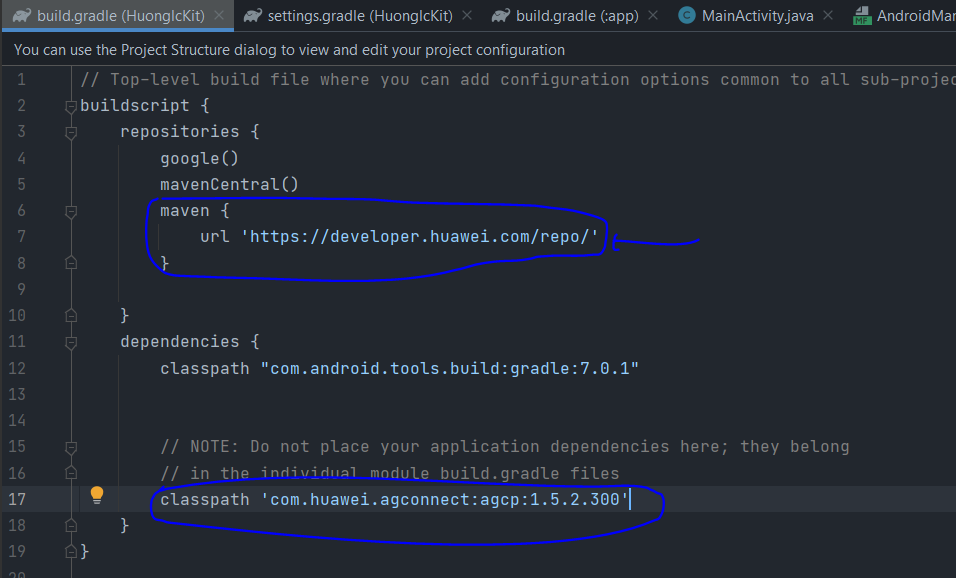 build.gradle (HuongIcKit) settings.gradle (HuongIcKit) build.gradle (:app) MainActivity.java
You can use the Project Structure dialog to view and edit your project configuration
1 // Top-level build file where you can add configuration options common to all
2 buildscript {
3 repositories {
4 google()
5 mavenCentral()
6 maven {
7 url 'https://developer.huawei.com/repo/'
8 }
9
10 }
11 dependencies {
12 classpath "com.android.tools.build:gradle:7.0.1"
13
14
15 // NOTE: Do not place your application dependencies here; they belong
16 // in the individual module build.gradle files
17 classpath 'com.huawei.agconnect:agcp:1.5.2.300'
18 }
19 }